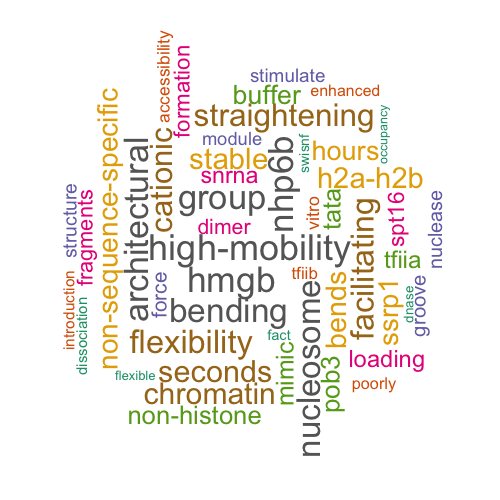 stimulate
enhanced
buffer
straightening
accessibility
formation
module
swisnf
occupancy
stable
hours
non-sequence-specific
cationic
snrna
h2a-h2b
group
nhp6b
architectural
structure
fragments
dimer
vitro
tata
spt16
nuclease
high-mobility
facilitating
tfiia
introduction
dissociation
force
hmgb
tfiib
bending
nucleosome
bends
ssrp1
dnase
groove
flexibility
fact
mimic
pob3
loading
flexible
seconds
poorly
chromatin
non-histone